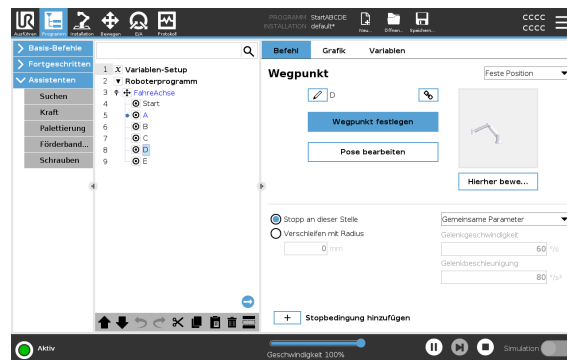 PROGRAMM StartABCDE
INSTALLATION default*
Ausführen Programm Installation Bewegen E/A Protokoll Neu... Öffnen... Speichern...
CCCC
CCCC
Basis-Befehle
Fortgeschritten
Assistenten
Suchen
Kraft
Palettierung
Förderband...
Schrauben
1 X Variablen-Setup
2 Roboterprogramm
3 FahreAchse
4 Start
5 A
6 B
7 C
8 D
9 E
Befehl Grafik Variablen
Wegpunkt
Feste Position
D
Wegpunkt festlegen
Pose bearbeiten
Hierher bewe...
Stopp an dieser Stelle
Verschleifen mit Radius
0 mm
Gemeinsame Parameter
Gelenkgeschwindigkeit
60 °/s
Gelenkbeschleunigung
80 °/s²
+ Stopbedingung hinzufügen
Aktiv
Geschwindigkeit 100%
Simulation